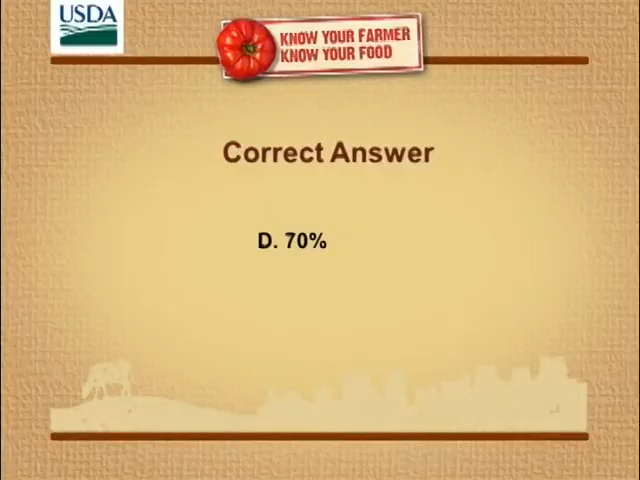 USDA
KNOW YOUR FARMER
KNOW YOUR FOOD
Correct Answer
D. 70%